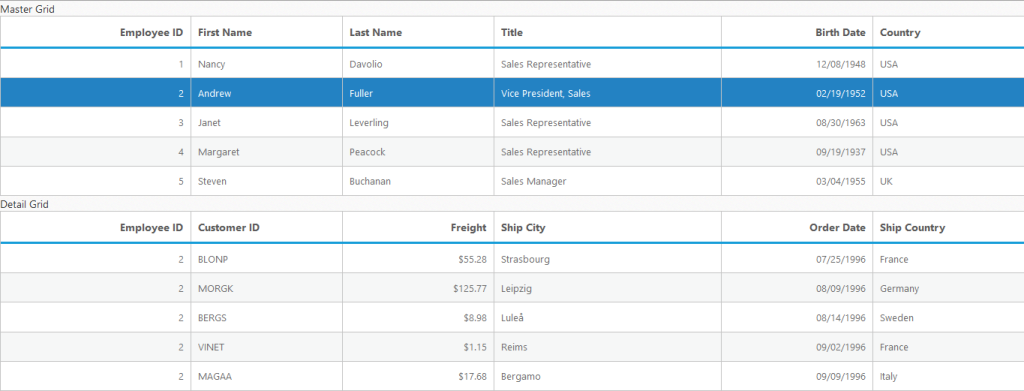 Master Grid
Employee ID First Name Last Name Title Birth Date Country
1 Nancy Davolio Sales Representative 12/08/1948 USA
2 Andrew Fuller Vice President, Sales 02/19/1952 USA
3 Janet Leverling Sales Representative 08/30/1963 USA
4 Margaret Peacock Sales Representative 09/19/1937 USA
5 Steven Buchanan Sales Manager 03/04/1955 UK
Detail Grid
Employee ID Customer ID Freight Ship City Order Date Ship Country
2 BLONP $55.28 Strasbourg 07/25/1996 France
2 MORGK $125.77 Leipzig 08/09/1996 Germany
2 BERGS $8.98 Luleå 08/14/1996 Sweden
2 VINET $1.15 Reims 09/02/1996 France
2 MAGAA $17.68 Bergamo 09/09/1996 Italy